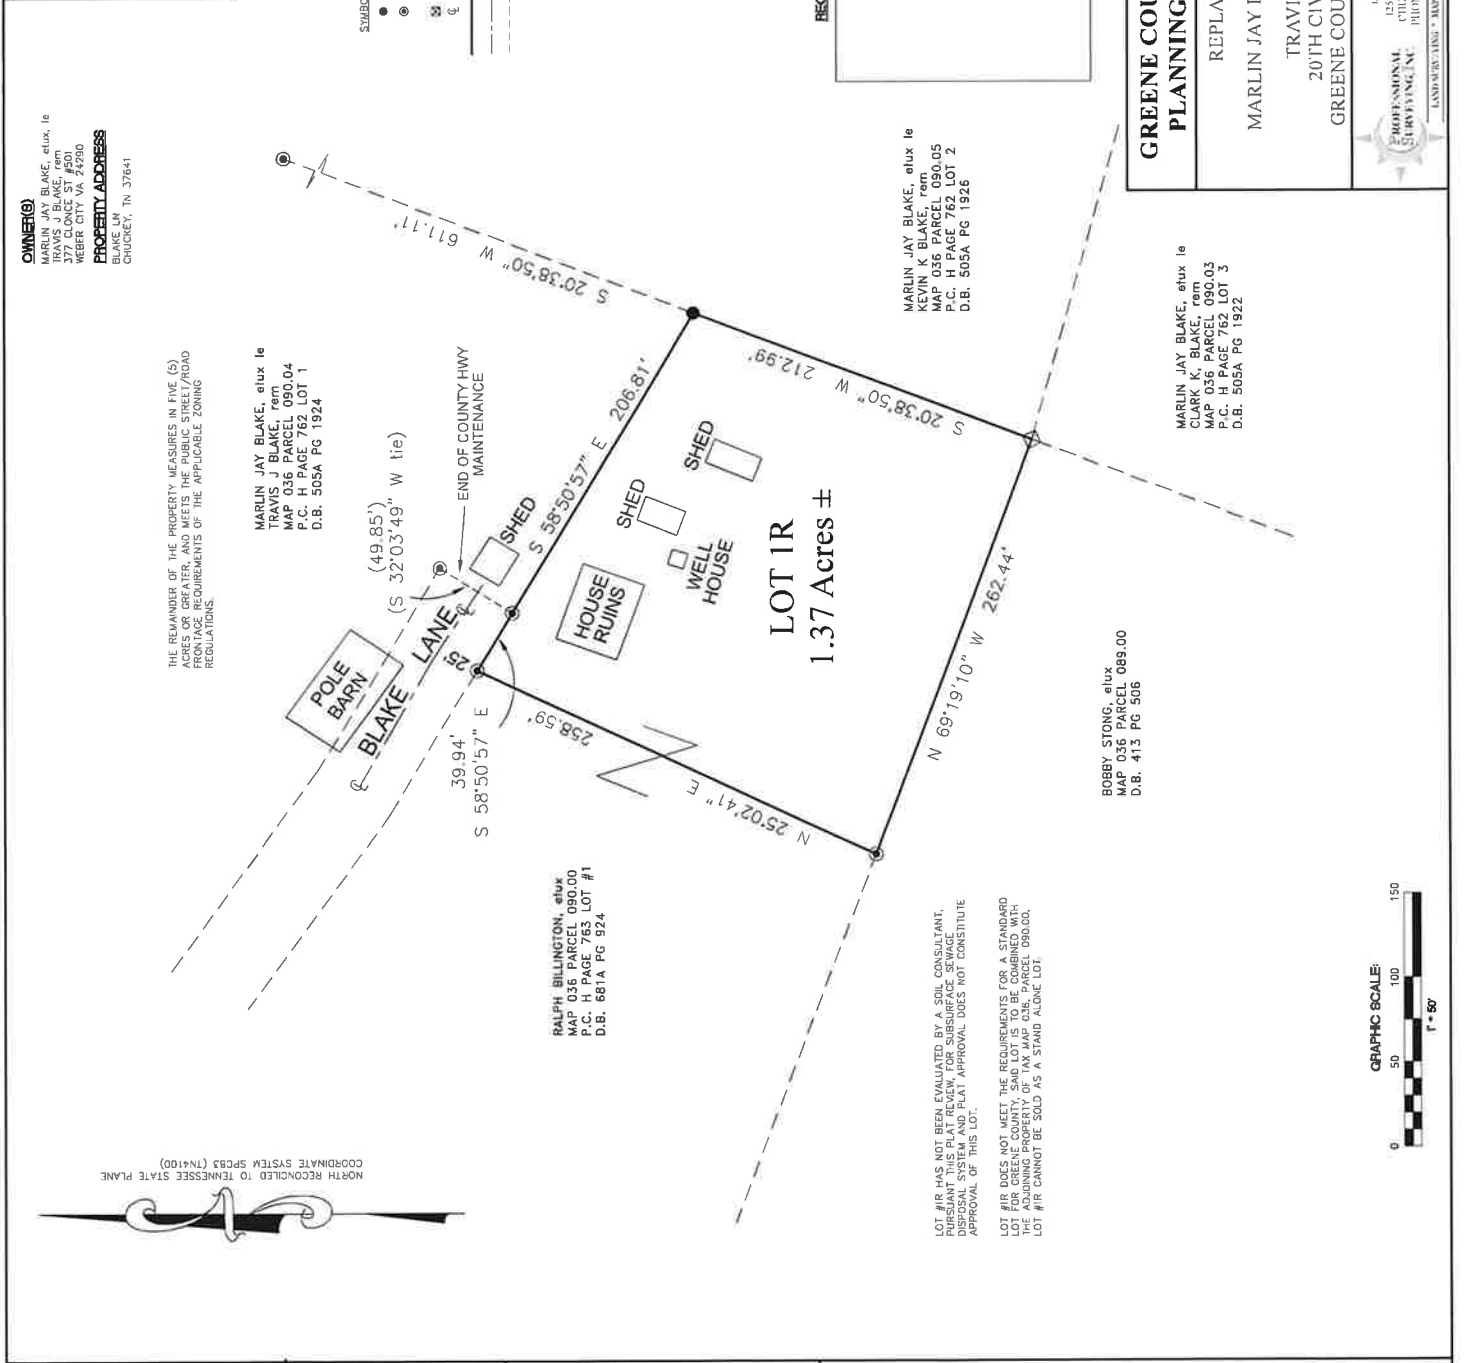 OWNER(S)
MARLIN JAY BLAKE, etux, le
TRAVIS J BLAKE, rem
377 CLONCE ST #501
WEBER CITY VA 24290
PROPERTY ADDRESS
BLAKE LN
CHUCKEY, TN 37641
THE REMAINDER OF THE PROPERTY MEASURES IN FIVE (5)
ACRES OR GREATER, AND MEETS THE PUBLIC STREET/ROAD
FRONTAGE REQUIREMENTS OF THE APPLICABLE ZONING
REGULATIONS.
MARLIN JAY BLAKE, etux le
TRAVIS J BLAKE, rem
MAP 036 PARCEL 090.04
P.C. H PAGE 762 LOT 1
D.B. 505A PG 1924
(49.85')
(S 32°03'49" W tie)
END OF COUNTY HWY
MAINTENANCE
S 20°38'50" W 611.11'
POLE
BARN
BLAKE LANE
25'
SHED
S 58°50'57" E 206.81'
39.94'
S 58°50'57" E
HOUSE
RUINS
SHED
SHED
WELL
HOUSE
LOT 1R
1.37 Acres ±
S 20°38'50" W 212.99'
N 25°02'41" E 258.59'
N 69°19'10" W 262.44'
RALPH BILLINGTON, etux
MAP 036 PARCEL 090.00
P.C. H PAGE 763 LOT #1
D.B. 681A PG 924
MARLIN JAY BLAKE, etux le
KEVIN K BLAKE, rem
MAP 036 PARCEL 090.05
P.C. H PAGE 762 LOT 2
D.B. 505A PG 1926
MARLIN JAY BLAKE, etux le
CLARK K, BLAKE, rem
MAP 036 PARCEL 090.03
P.C. H PAGE 762 LOT 3
D.B. 505A PG 1922
BOBBY STONG, etux
MAP 036 PARCEL 089.00
D.B. 413 PG 506
LOT #1R HAS NOT BEEN EVALUATED BY A SOIL CONSULTANT,
PURSUANT THIS PLAT REVIEW, FOR SUBSURFACE SEWAGE
DISPOSAL SYSTEM AND PLAT APPROVAL DOES NOT CONSTITUTE
APPROVAL OF THIS LOT.
LOT #1R DOES NOT MEET THE REQUIREMENTS FOR A STANDARD
LOT FOR GREENE COUNTY, SAID LOT IS TO BE COMBINED WITH
THE ADJOINING PROPERTY OF TAX MAP 036, PARCEL 090.00,
LOT #1R CANNOT BE SOLD AS A STAND ALONE LOT.
NORTH RECONCILED TO TENNESSEE STATE PLANE
COORDINATE SYSTEM SPC83 (TN4100)
GRAPHIC SCALE:
0 50 100 150
1" = 50'
SYMBO
REC
GREENE COU
PLANNING
REPLA
MARLIN JAY
TRAVI
20TH CIV
GREENE COU
PROFESSIONAL
SURVEYING, INC.
LAND SURVEYING * MAP